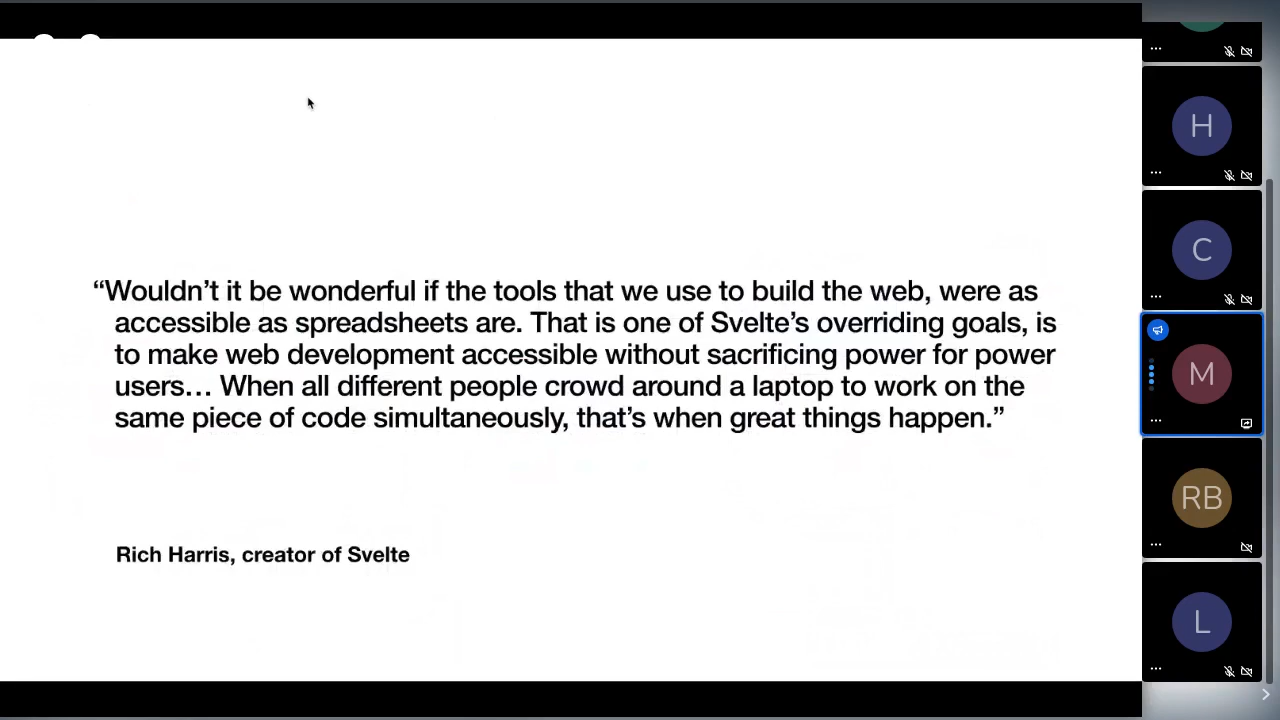 “Wouldn’t it be wonderful if the tools that we use to build the web, were as
accessible as spreadsheets are. That is one of Svelte’s overriding goals, is
to make web development accessible without sacrificing power for power
users… When all different people crowd around a laptop to work on the
same piece of code simultaneously, that’s when great things happen.”
Rich Harris, creator of Svelte
H
C
M
RB
L